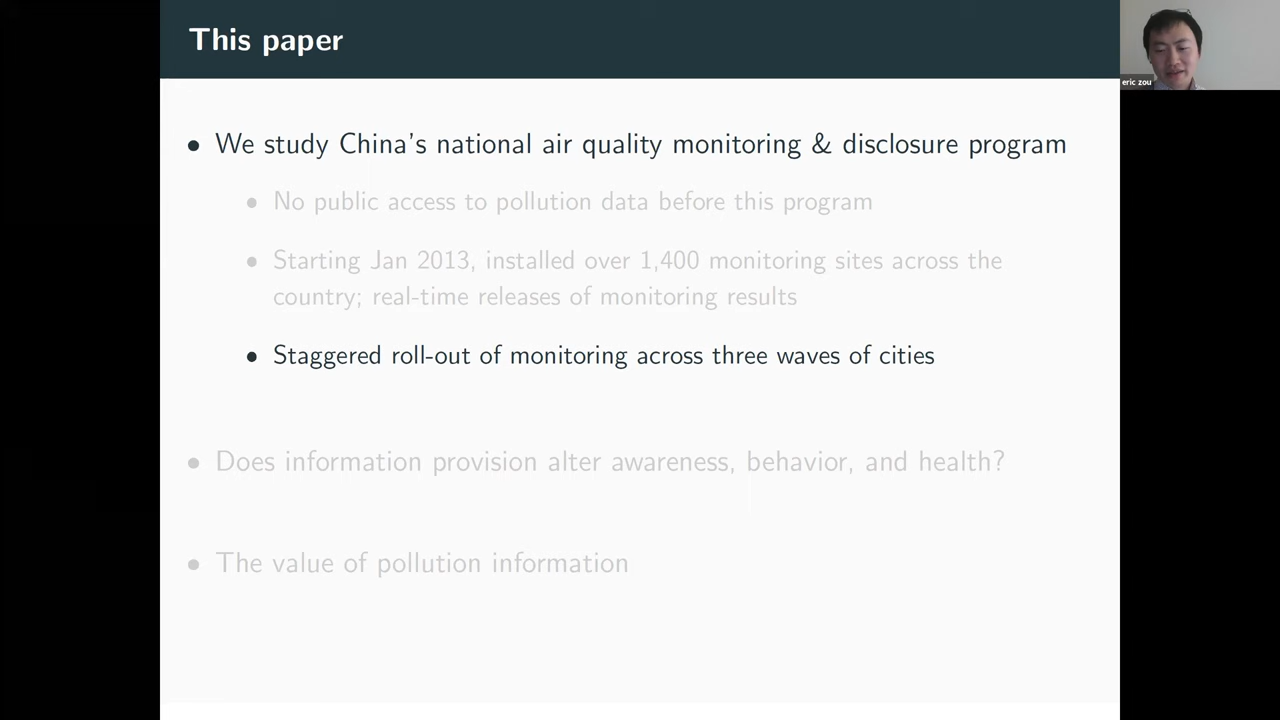 This paper
eric zou
• We study China's national air quality monitoring & disclosure program
• No public access to pollution data before this program
• Starting Jan 2013, installed over 1,400 monitoring sites across the
country; real-time releases of monitoring results
• Staggered roll-out of monitoring across three waves of cities
• Does information provision alter awareness, behavior, and health?
• The value of pollution information